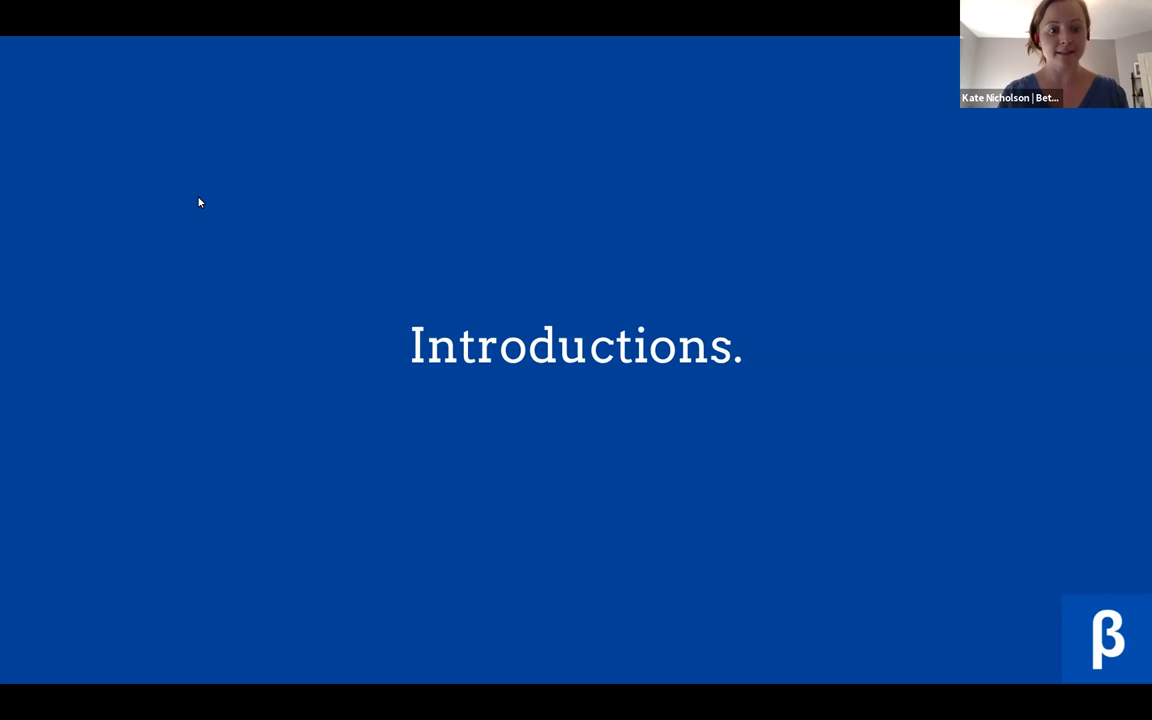 Kate Nicholson | Bet...
Introductions.
β